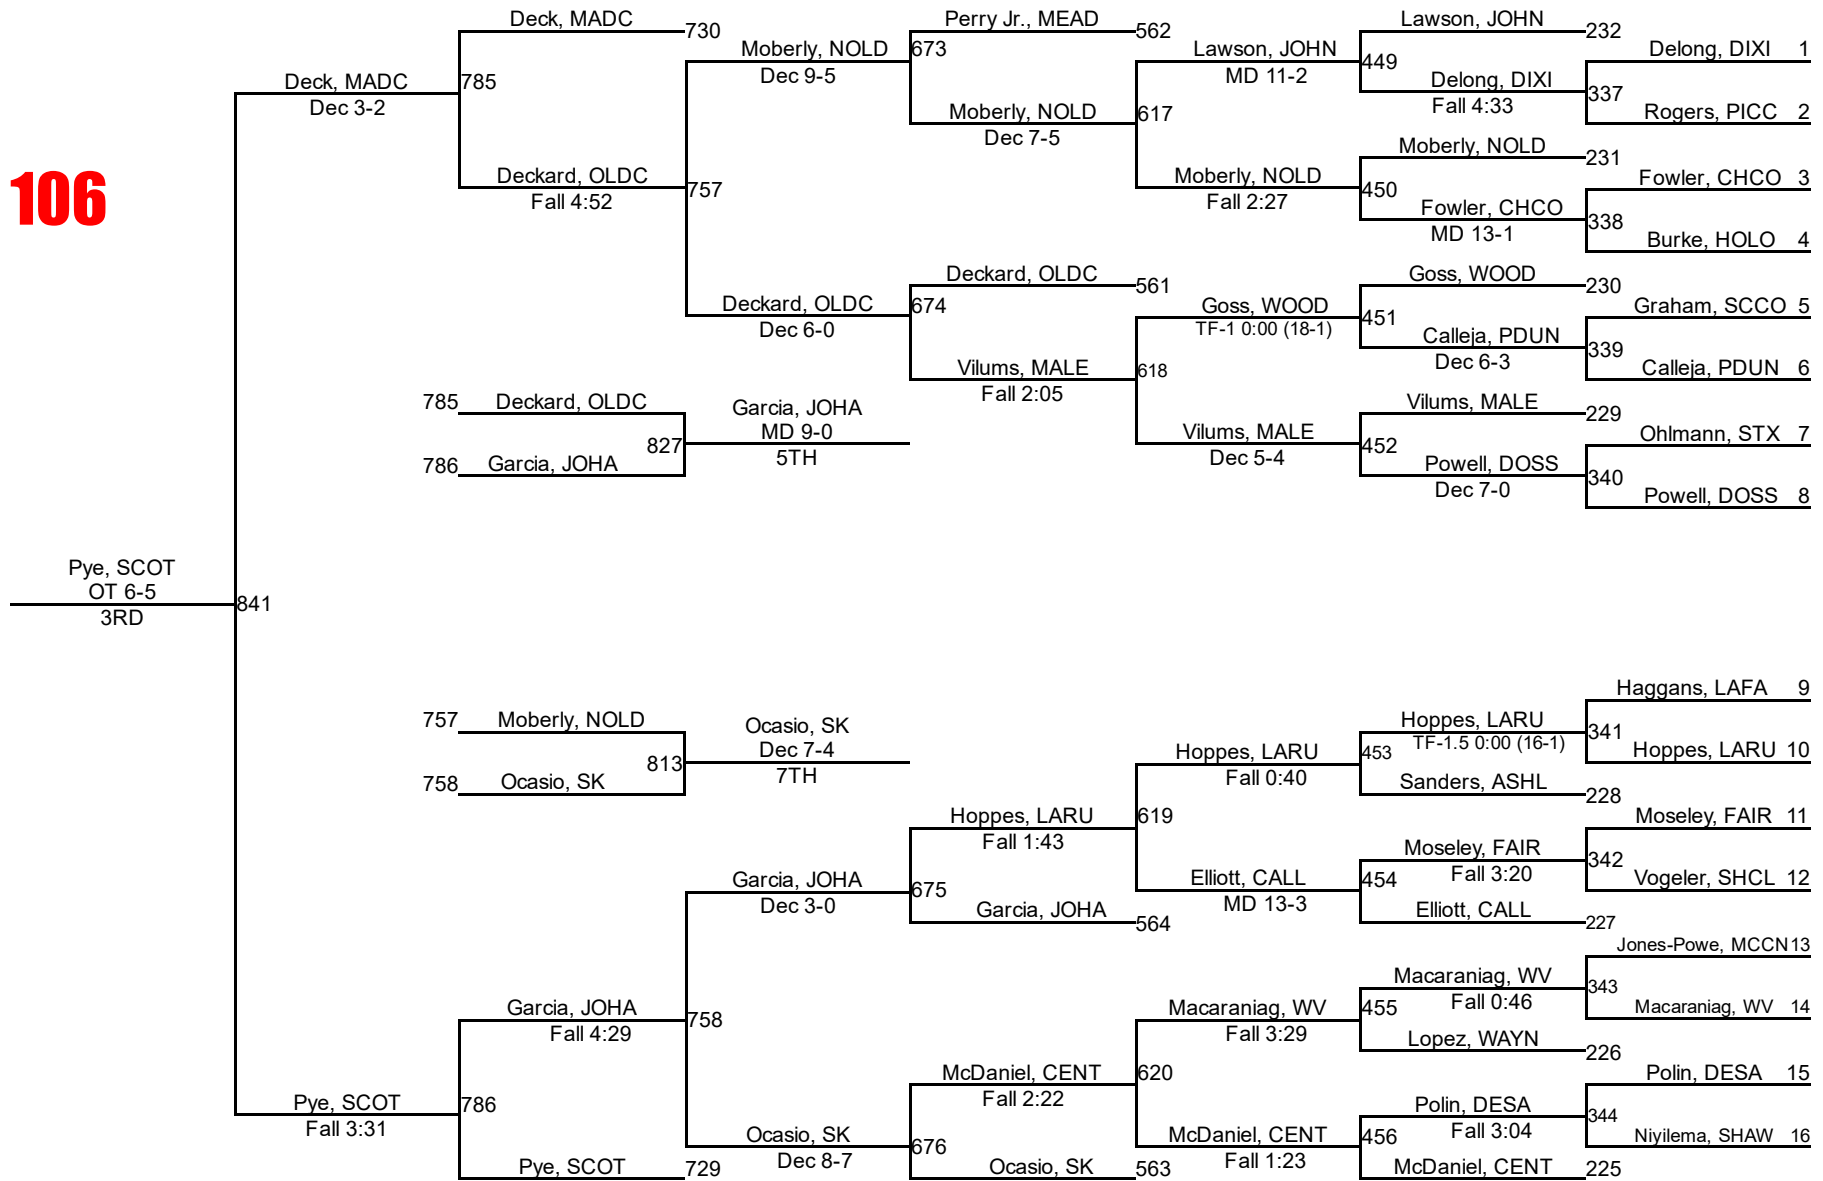 106
Deck, MADC
730
Deck, MADC
Dec 3-2
785
Deckard, OLDC
Fall 4:52
Moberly, NOLD
Dec 9-5
757
Deckard, OLDC
Dec 6-0
Perry Jr., MEAD
562
673
Moberly, NOLD
Dec 7-5
Deckard, OLDC
561
674
Vilums, MALE
Fall 2:05
Lawson, JOHN
MD 11-2
617
Moberly, NOLD
Fall 2:27
Goss, WOOD
TF-1 0:00 (18-1)
618
Vilums, MALE
Dec 5-4
Lawson, JOHN
232
449
Delong, DIXI
Fall 4:33
Moberly, NOLD
231
450
Fowler, CHCO
MD 13-1
Goss, WOOD
230
451
Calleja, PDUN
Dec 6-3
Vilums, MALE
229
452
Powell, DOSS
Dec 7-0
Delong, DIXI 1
337
Rogers, PICC 2
Fowler, CHCO 3
338
Burke, HOLO 4
Graham, SCCO 5
339
Calleja, PDUN 6
Ohlmann, STX 7
340
Powell, DOSS 8
785 Deckard, OLDC
827
786 Garcia, JOHA
Garcia, JOHA
MD 9-0
5TH
Pye, SCOT
OT 6-5
3RD
841
757 Moberly, NOLD
813
758 Ocasio, SK
Ocasio, SK
Dec 7-4
7TH
Haggans, LAFA 9
341
Hoppes, LARU 10
Moseley, FAIR 11
342
Vogeler, SHCL 12
Jones-Powe, MCCN 13
343
Macaraniag, WV 14
Polin, DESA 15
344
Niyilema, SHAW 16
Hoppes, LARU
TF-1.5 0:00 (16-1)
453
Sanders, ASHL
228
Moseley, FAIR
Fall 3:20
454
Elliott, CALL
227
Macaraniag, WV
Fall 0:46
455
Lopez, WAYN
226
Polin, DESA
Fall 3:04
456
McDaniel, CENT
225
Hoppes, LARU
Fall 0:40
619
Elliott, CALL
MD 13-3
Macaraniag, WV
Fall 3:29
620
McDaniel, CENT
Fall 1:23
Hoppes, LARU
Fall 1:43
675
Garcia, JOHA
564
McDaniel, CENT
Fall 2:22
676
Ocasio, SK
563
Garcia, JOHA
Dec 3-0
758
Ocasio, SK
Dec 8-7
Garcia, JOHA
Fall 4:29
786
Pye, SCOT
729
Pye, SCOT
Fall 3:31